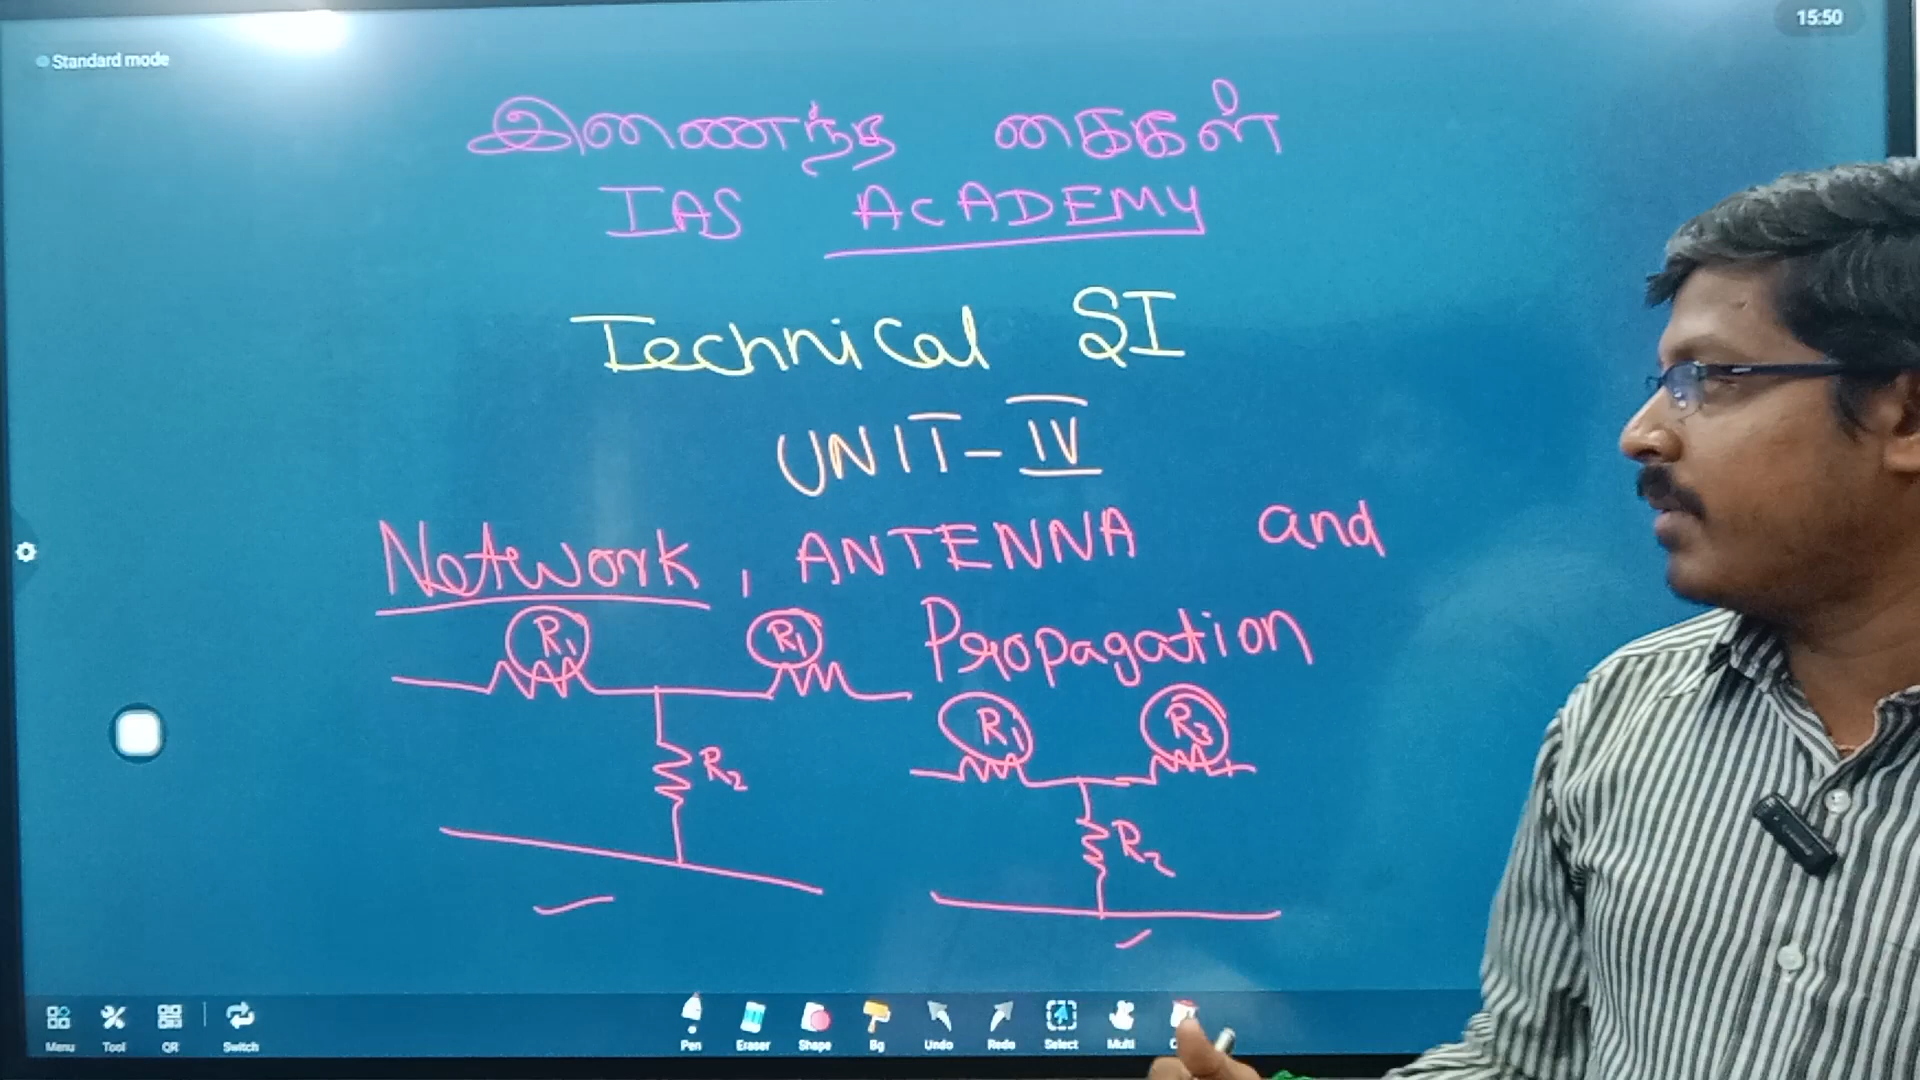 15:50
Standard mode
இணைந்த கைகள்
IAS ACADEMY
Technical SI
UNIT-IV
Network, ANTENNA and
Propagation
R1 R1
R2
R1 R3
R2
Menu Tool QR Switch Pen Eraser Shape Bg Undo Redo Select Multi